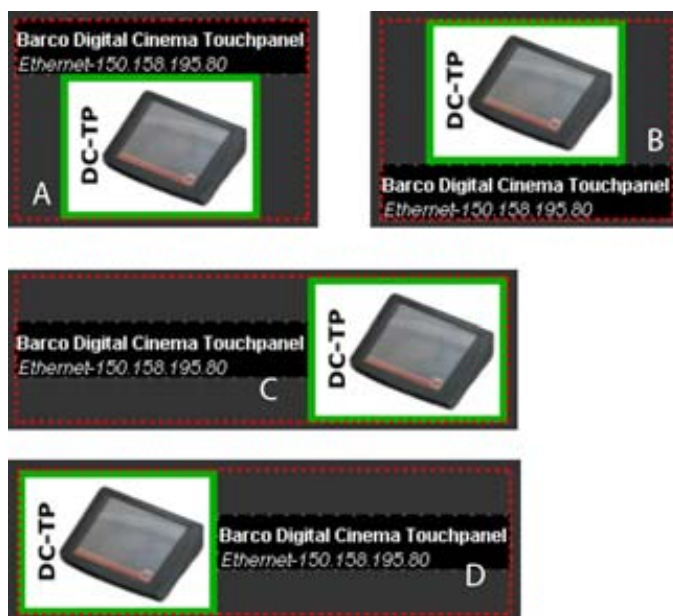 Barco Digital Cinema Touchpanel
Ethernet-150.158.195.80
DC-TP
A
DC-TP
B
Barco Digital Cinema Touchpanel
Ethernet-150.158.195.80
Barco Digital Cinema Touchpanel
Ethernet-150.158.195.80
C
DC-TP
DC-TP
Barco Digital Cinema Touchpanel
Ethernet-150.158.195.80
D